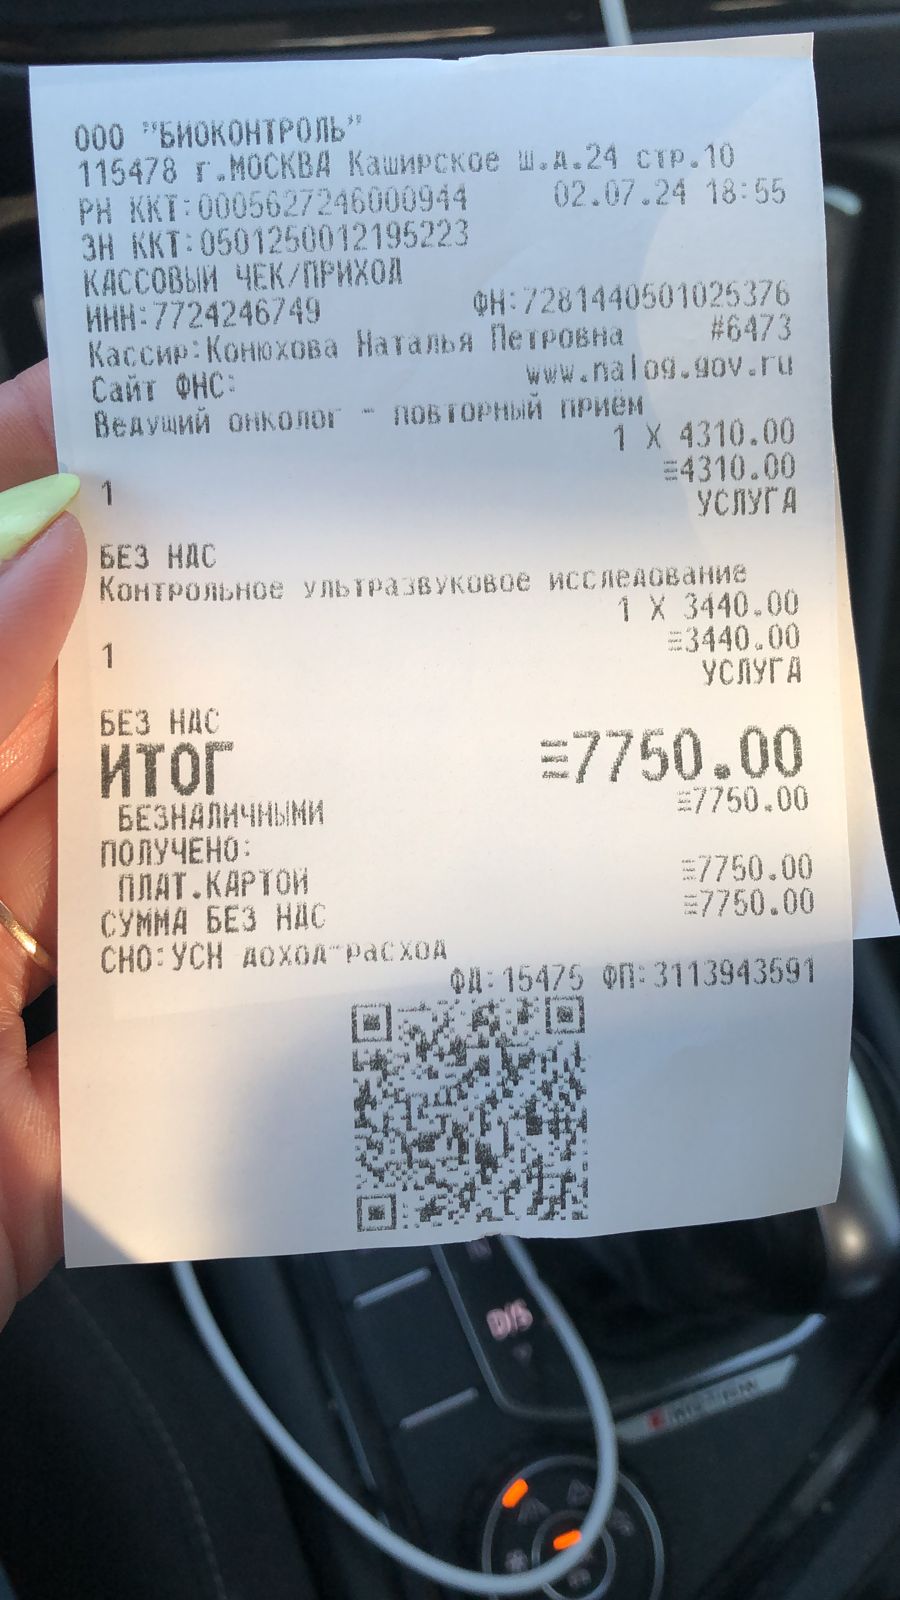 ООО "БИОКОНТРОЛЬ"
115478 г.МОСКВА Каширское ш.д.24 стр.10
РН ККТ:0005627246000944 02.07.24 18:55
ЗН ККТ:0501250012195223
КАССОВЫЙ ЧЕК/ПРИХОД
ИНН:7724246749 ФН:7281440501025376
Кассир:Конюхова Наталья Петровна #6473
Сайт ФНС: www.nalog.gov.ru
Ведущий онколог - повторный приём
1 X 4310.00
≡4310.00
1 УСЛУГА
БЕЗ НДС
Контрольное ультразвуковое исследование
1 X 3440.00
≡3440.00
1 УСЛУГА
БЕЗ НДС
ИТОГ ≡7750.00
БЕЗНАЛИЧНЫМИ ≡7750.00
ПОЛУЧЕНО:
ПЛАТ.КАРТОЙ ≡7750.00
СУММА БЕЗ НДС ≡7750.00
СНО:УСН доход-расход
ФД:15475 ФП:3113943591
D/S